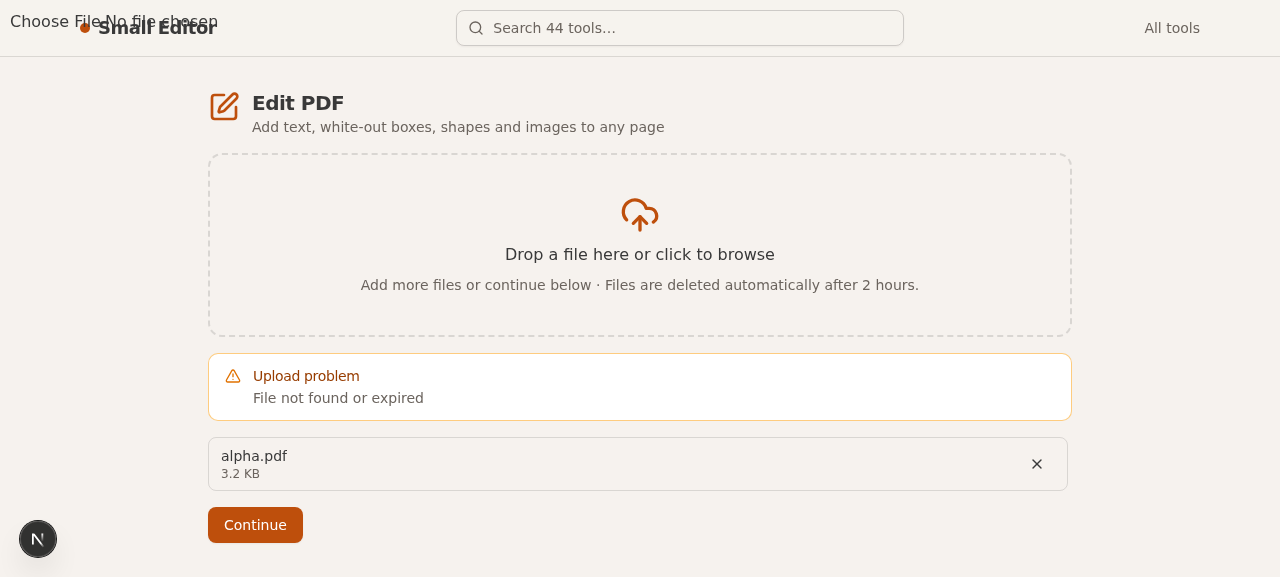 Choose File No file chosen
Small Editor
Search 44 tools...
All tools
Edit PDF
Add text, white-out boxes, shapes and images to any page
Drop a file here or click to browse
Add more files or continue below · Files are deleted automatically after 2 hours.
Upload problem
File not found or expired
alpha.pdf
3.2 KB
Continue
N